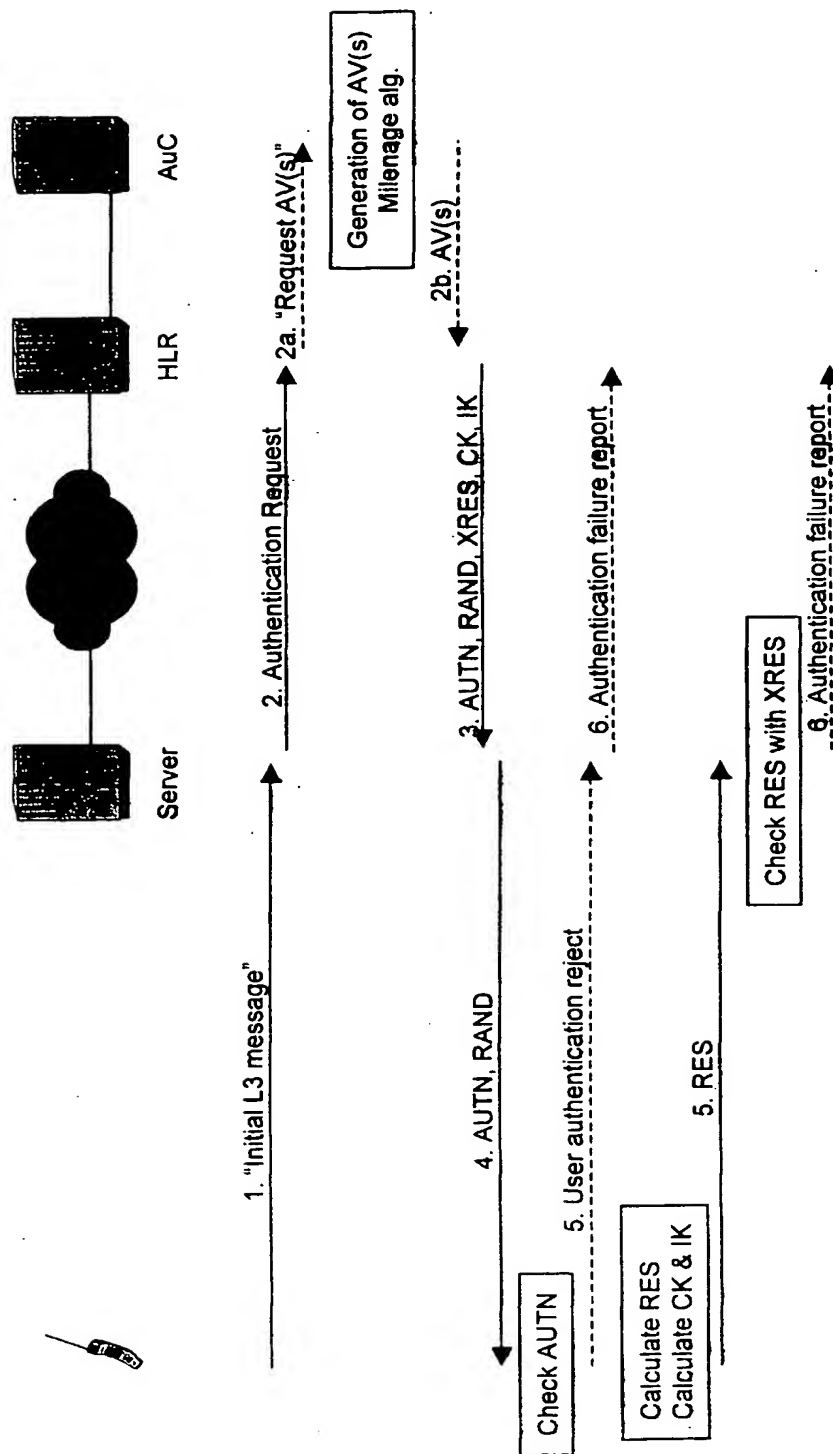 Server
HLR
AuC
1. "Initial L3 message"
2. Authentication Request
2a. "Request AV(s)"
Generation of AV(s)
Milenage alg.
2b. AV(s)
3. AUTN, RAND, XRES, CK, IK
4. AUTN, RAND
Check AUTN
5. User authentication reject
6. Authentication failure report
Calculate RES
Calculate CK & IK
5. RES
Check RES with XRES
6. Authentication failure report